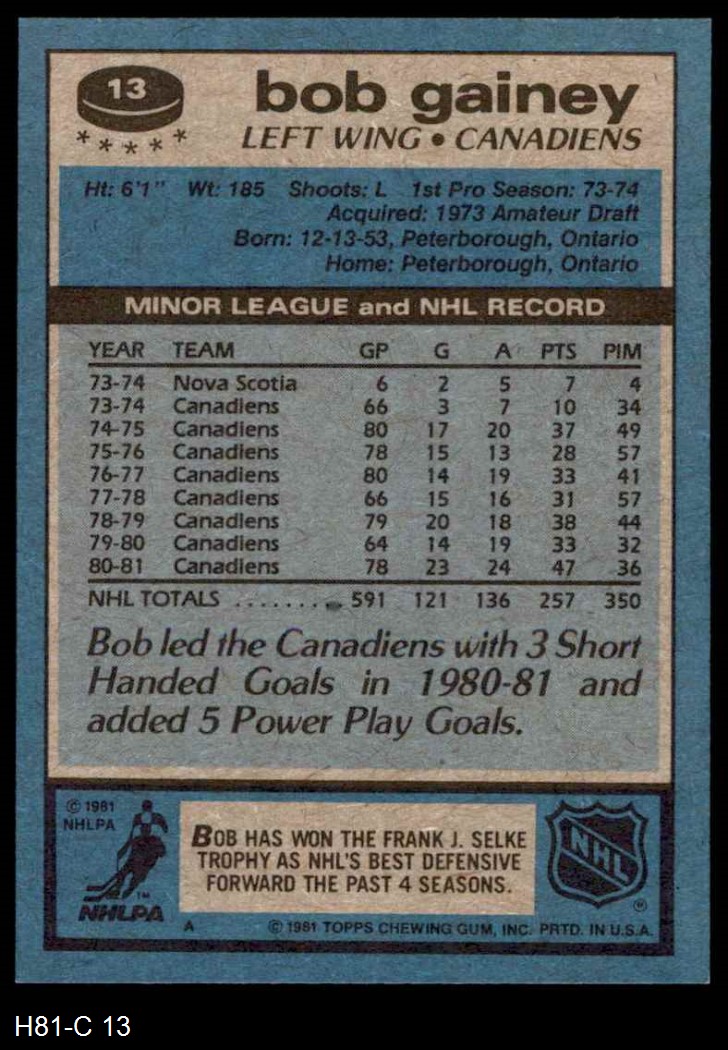 13
bob gainey
LEFT WING • CANADIENS
Ht: 6'1" Wt: 185 Shoots: L 1st Pro Season: 73-74
Acquired: 1973 Amateur Draft
Born: 12-13-53, Peterborough, Ontario
Home: Peterborough, Ontario
MINOR LEAGUE and NHL RECORD
YEAR TEAM GP G A PTS PIM
73-74 Nova Scotia 6 2 5 7 4
73-74 Canadiens 66 3 7 10 34
74-75 Canadiens 80 17 20 37 49
75-76 Canadiens 78 15 13 28 57
76-77 Canadiens 80 14 19 33 41
77-78 Canadiens 66 15 16 31 57
78-79 Canadiens 79 20 18 38 44
79-80 Canadiens 64 14 19 33 32
80-81 Canadiens 78 23 24 47 36
NHL TOTALS ......... 591 121 136 257 350
Bob led the Canadiens with 3 Short
Handed Goals in 1980-81 and
added 5 Power Play Goals.
© 1981
NHLPA
BOB HAS WON THE FRANK J. SELKE
TROPHY AS NHL'S BEST DEFENSIVE
FORWARD THE PAST 4 SEASONS.
NHL
TM
NHLPA
A © 1981 TOPPS CHEWING GUM, INC. PRTD. IN U.S.A.
H81-C 13